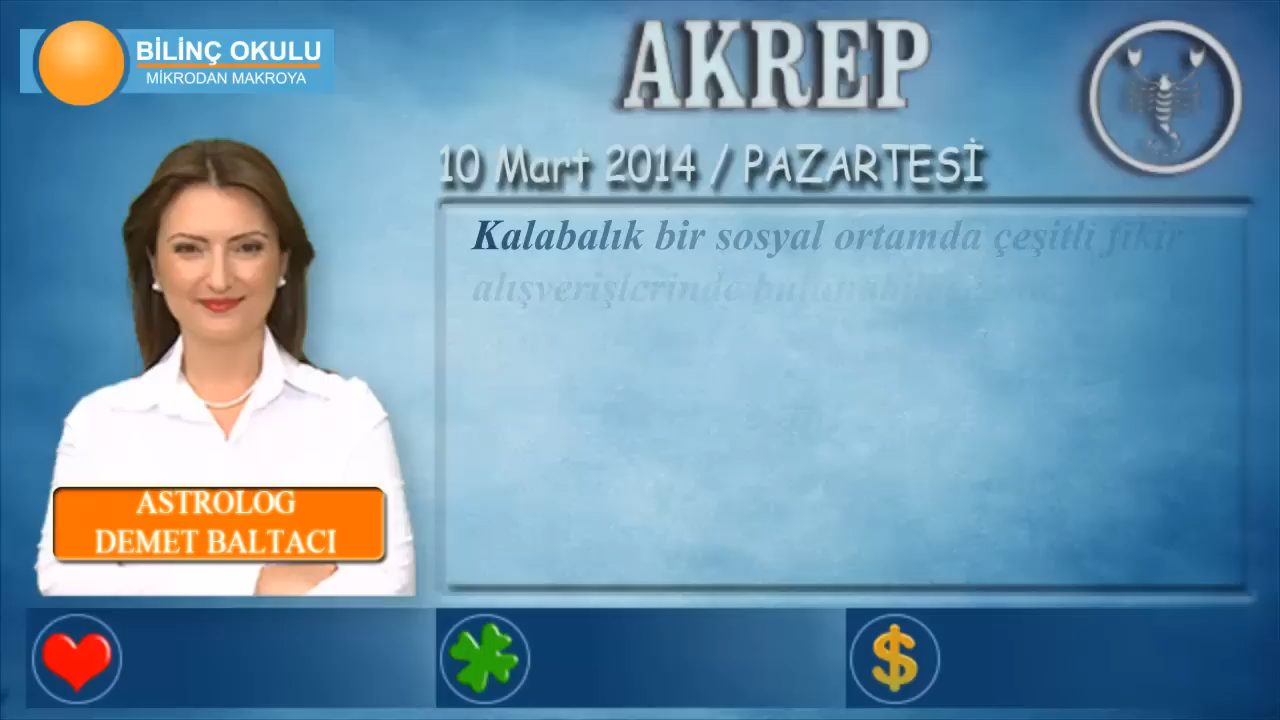 BİLİNÇ OKULU
MİKRODAN MAKROYA
AKREP
10 Mart 2014 / PAZARTESİ
Kalabalık bir sosyal ortamda çeşitli fikir
alışverişlerinde
ASTROLOG
DEMET BALTACI